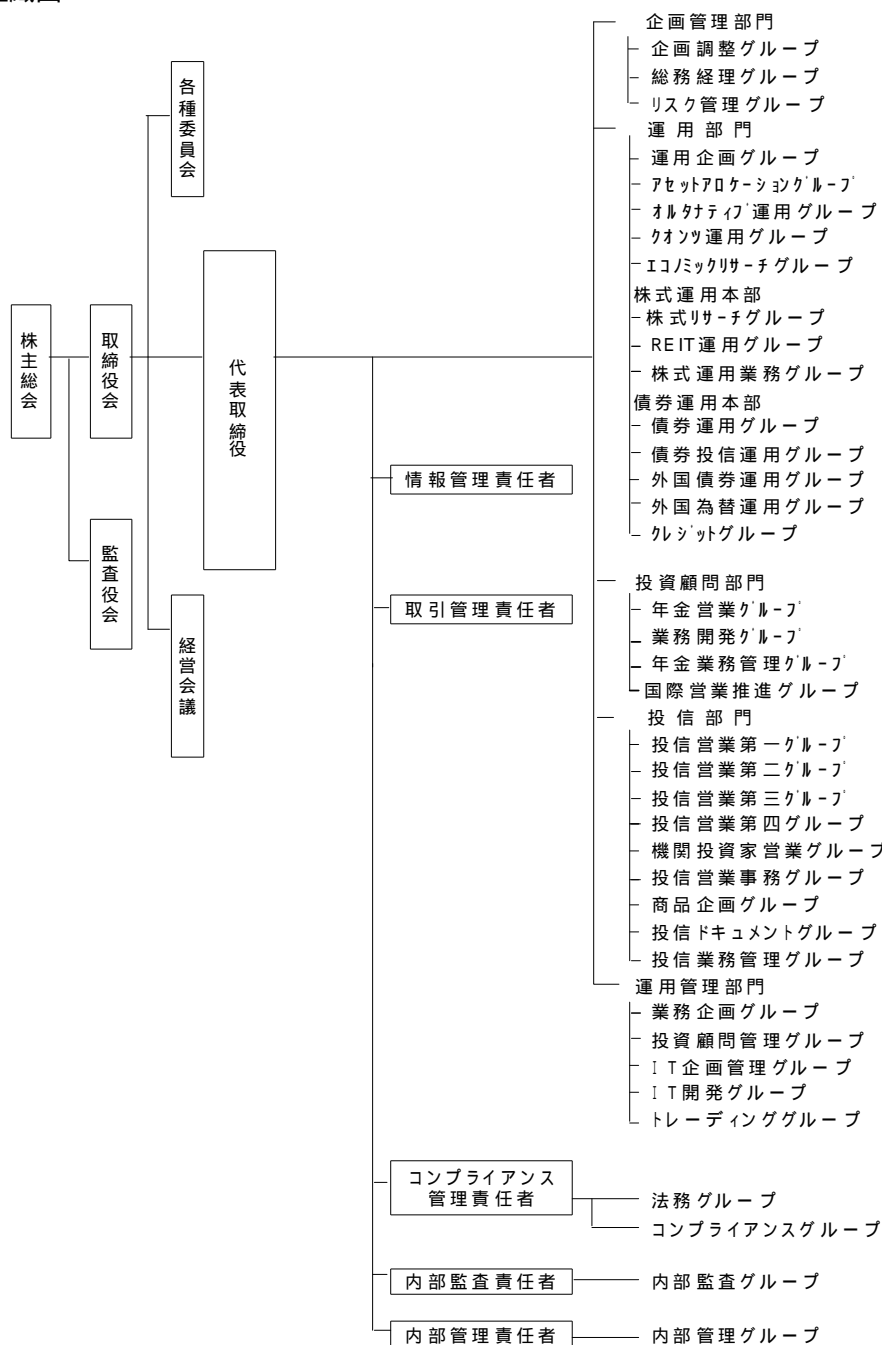 企画管理部門
企画調整グループ
総務経理グループ
リスク管理グループ
運用部門
運用企画グループ
ｱｾｯﾄｱﾛｹｰｼｮﾝｸﾞﾙｰﾌﾟ
ｵﾙﾀﾅﾃｨﾌﾞ運用グループ
ｸｵﾝﾂ運用グループ
ｴｺﾉﾐｯｸﾘｻｰﾁグループ
株式運用本部
株式ﾘｻｰﾁグループ
REIT運用グループ
株式運用業務グループ
債券運用本部
債券運用グループ
債券投信運用グループ
外国債券運用グループ
外国為替運用グループ
ｸﾚｼﾞｯﾄグループ
投資顧問部門
年金営業ｸﾞﾙｰﾌﾟ
業務開発ｸﾞﾙｰﾌﾟ
年金業務管理ｸﾞﾙｰﾌﾟ
国際営業推進グループ
投信部門
投信営業第一ｸﾞﾙｰﾌﾟ
投信営業第二ｸﾞﾙｰﾌﾟ
投信営業第三ｸﾞﾙｰﾌﾟ
投信営業第四グループ
機関投資家営業グループ
投信営業事務グループ
商品企画グループ
投信ドキュメントグループ
投信業務管理グループ
運用管理部門
業務企画グループ
投資顧問管理グループ
ＩＴ企画管理グループ
ＩＴ開発グループ
トレーディンググループ
各種委員会
株主総会
取締役会
代表取締役
監査役会
経営会議
情報管理責任者
取引管理責任者
コンプライアンス
管理責任者
法務グループ
コンプライアンスグループ
内部監査責任者
内部監査グループ
内部管理責任者
内部管理グループ